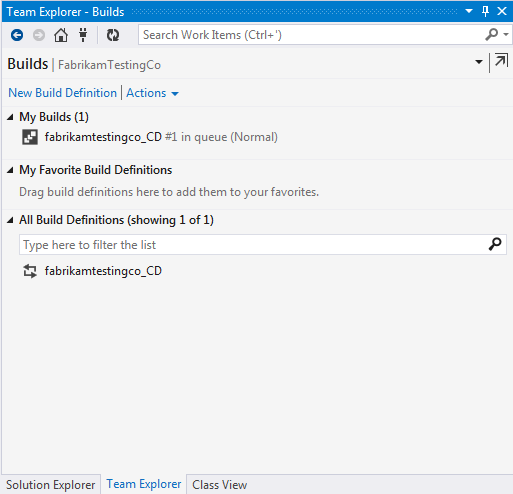 Team Explorer - Builds
Search Work Items (Ctrl+')
Builds | FabrikamTestingCo
New Build Definition | Actions
My Builds (1)
fabrikamtestingco_CD #1 in queue (Normal)
My Favorite Build Definitions
Drag build definitions here to add them to your favorites.
All Build Definitions (showing 1 of 1)
Type here to filter the list
fabrikamtestingco_CD
Solution Explorer Team Explorer Class View